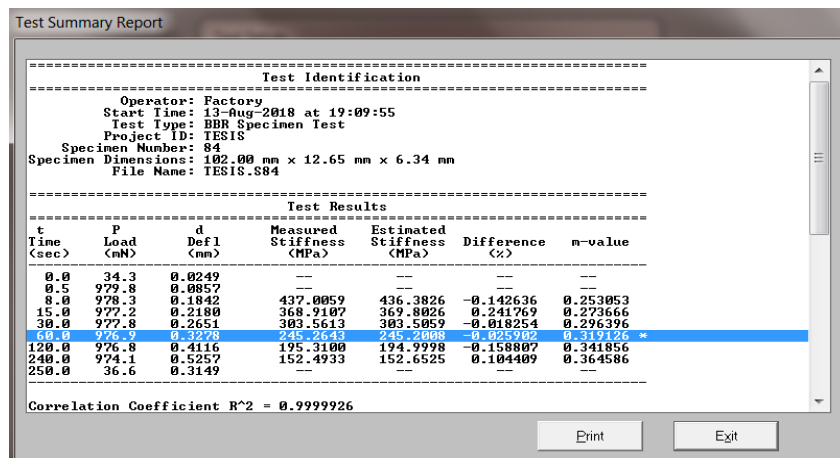 Test Summary Report
Test Identification
Operator: Factory
Start Time: 13-Aug-2018 at 19:09:55
Test Type: BBR Specimen Test
Project ID: TESIS
Specimen Number: 84
Specimen Dimensions: 102.00 mm x 12.65 mm x 6.34 mm
File Name: TESIS.S84
Test Results
t P d Measured Estimated
Time Load Defl Stiffness Stiffness Difference m-value
(sec) (mN) (mm) (MPa) (MPa) (%)
0.0 34.3 0.0249 -- -- -- --
0.5 979.8 0.0857 -- -- -- --
8.0 978.3 0.1842 437.0059 436.3826 -0.142636 0.253053
15.0 977.2 0.2180 368.9107 369.8026 0.241769 0.273666
30.0 977.8 0.2651 303.5613 303.5059 -0.018254 0.296396
60.0 976.9 0.3278 245.2643 245.2008 -0.025902 0.319126 *
120.0 976.8 0.4116 195.3100 194.9998 -0.158807 0.341856
240.0 974.1 0.5257 152.4933 152.6525 0.104409 0.364586
250.0 36.6 0.3149 -- -- -- --
Correlation Coefficient R^2 = 0.9999926
Print Exit